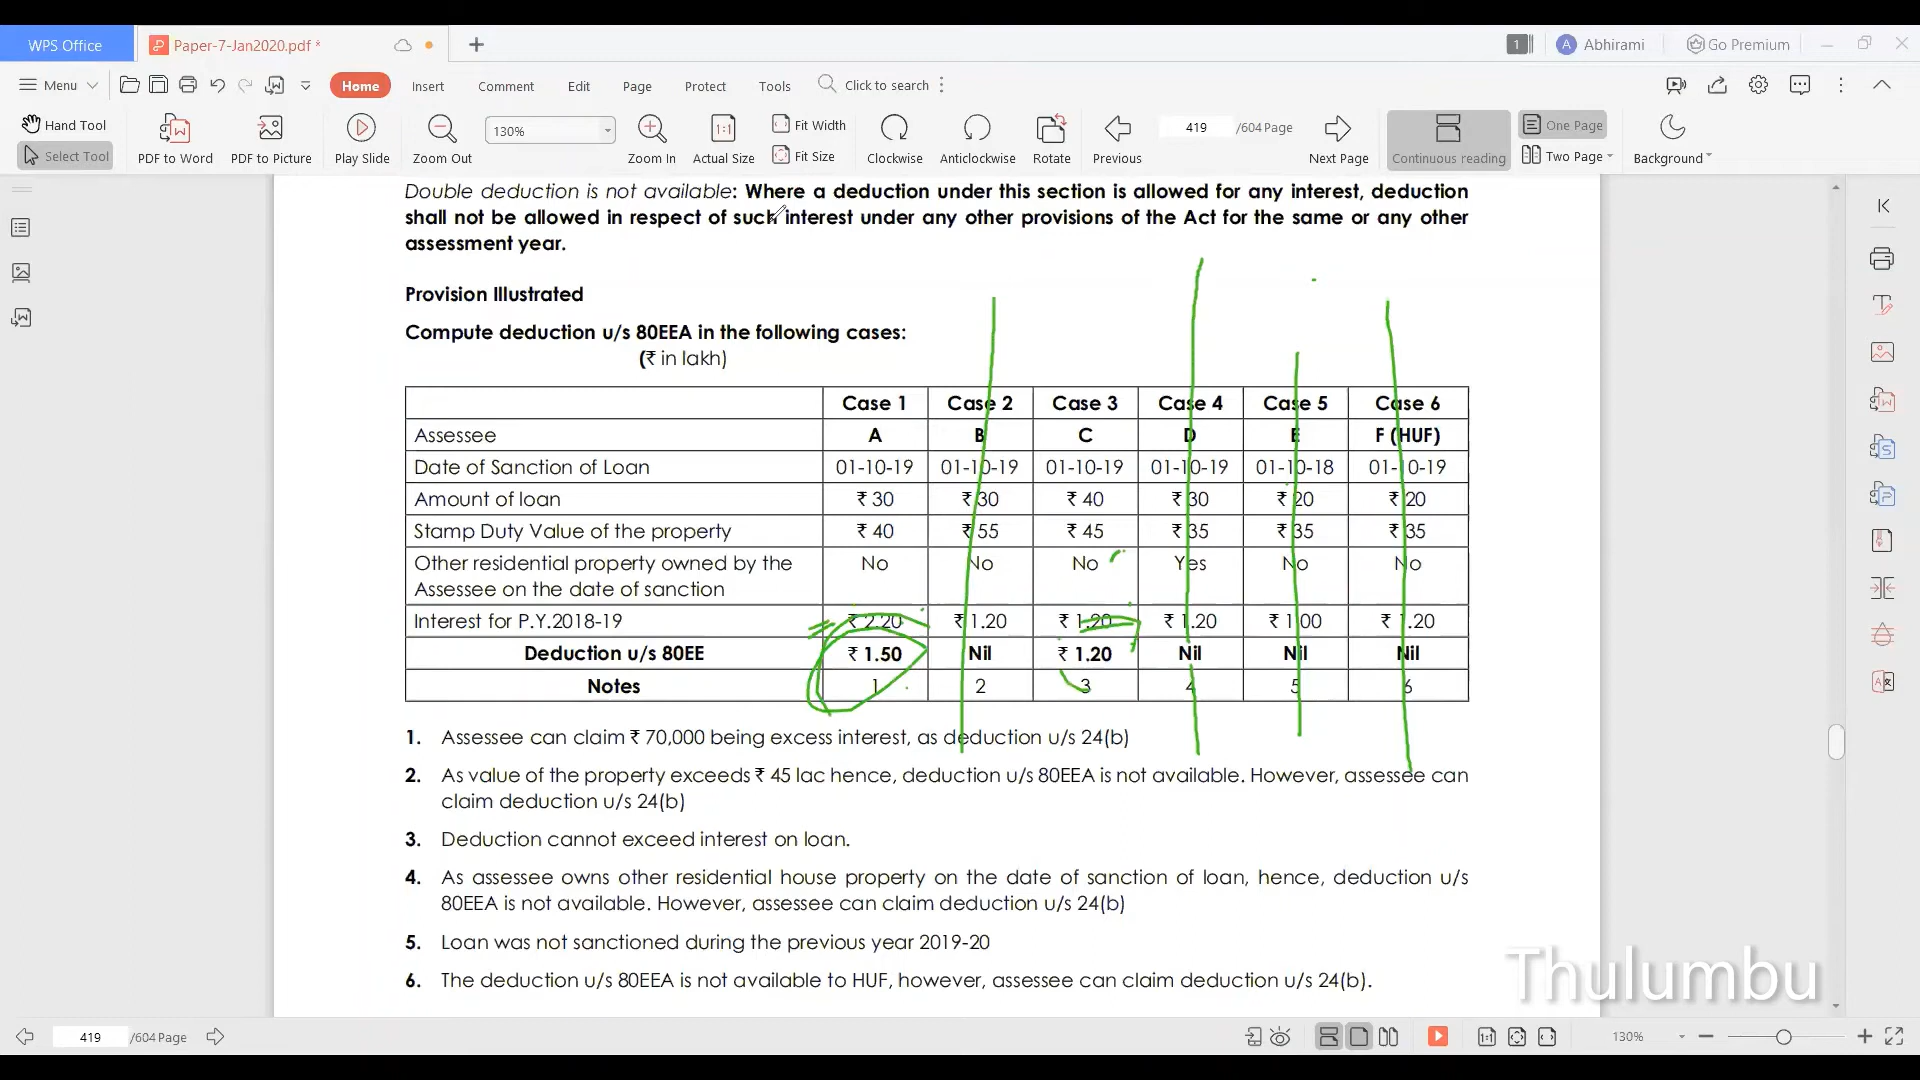 WPS Office
Paper-7-Jan2020.pdf *
1
A Abhirami
Go Premium
Menu
Home
Insert
Comment
Edit
Page
Protect
Tools
Click to search
Hand Tool
Select Tool
PDF to Word
PDF to Picture
Play Slide
Zoom Out
130%
Zoom In
1:1
Actual Size
Fit Width
Fit Size
Clockwise
Anticlockwise
Rotate
Previous
419 /604 Page
Next Page
Continuous reading
One Page
Two Page
Background
Double deduction is not available: Where a deduction under this section is allowed for any interest, deduction
shall not be allowed in respect of such interest under any other provisions of the Act for the same or any other
assessment year.
Provision Illustrated
Compute deduction u/s 80EEA in the following cases:
(₹ in lakh)
Case 1 Case 2 Case 3 Case 4 Case 5 Case 6
Assessee A B C D E F (HUF)
Date of Sanction of Loan 01-10-19 01-10-19 01-10-19 01-10-19 01-10-18 01-10-19
Amount of loan ₹ 30 ₹ 30 ₹ 40 ₹ 30 ₹ 20 ₹ 20
Stamp Duty Value of the property ₹ 40 ₹ 55 ₹ 45 ₹ 35 ₹ 35 ₹ 35
Other residential property owned by the No No No Yes No No
Assessee on the date of sanction
Interest for P.Y.2018-19 ₹ 2.20 ₹ 1.20 ₹ 1.20 ₹ 1.20 ₹ 1.00 ₹ 1.20
Deduction u/s 80EE ₹ 1.50 Nil ₹ 1.20 Nil Nil Nil
Notes 1 2 3 4 5 6
1. Assessee can claim ₹ 70,000 being excess interest, as deduction u/s 24(b)
2. As value of the property exceeds ₹ 45 lac hence, deduction u/s 80EEA is not available. However, assessee can
claim deduction u/s 24(b)
3. Deduction cannot exceed interest on loan.
4. As assessee owns other residential house property on the date of sanction of loan, hence, deduction u/s
80EEA is not available. However, assessee can claim deduction u/s 24(b)
5. Loan was not sanctioned during the previous year 2019-20
6. The deduction u/s 80EEA is not available to HUF, however, assessee can claim deduction u/s 24(b).
Thulumbu
419 /604 Page
130%